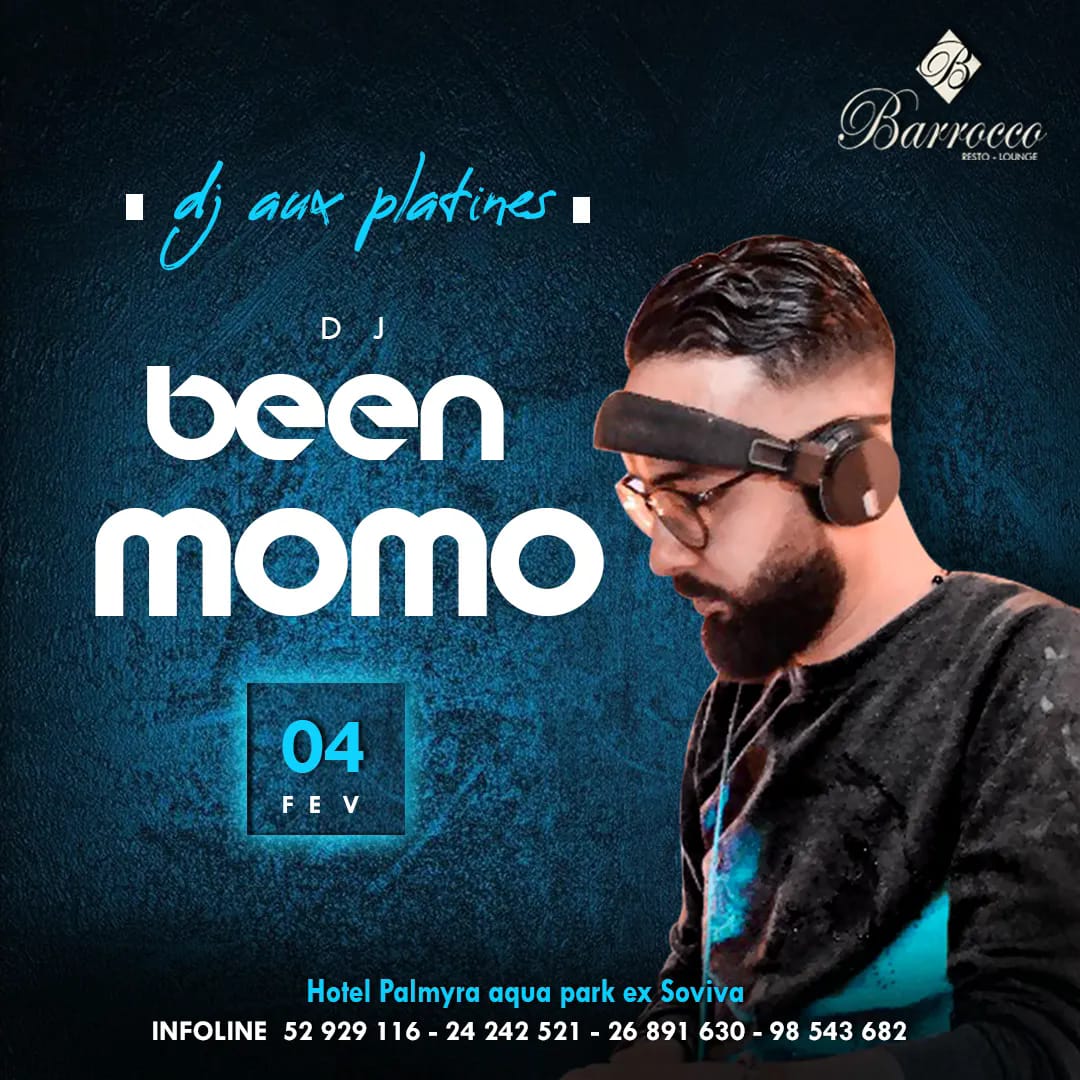 B
Barrocco
RESTO - LOUNGE
dj aux platines
DJ
been
momo
04
FEV
Hotel Palmyra aqua park ex Soviva
INFOLINE 52 929 116 - 24 242 521 - 26 891 630 - 98 543 682